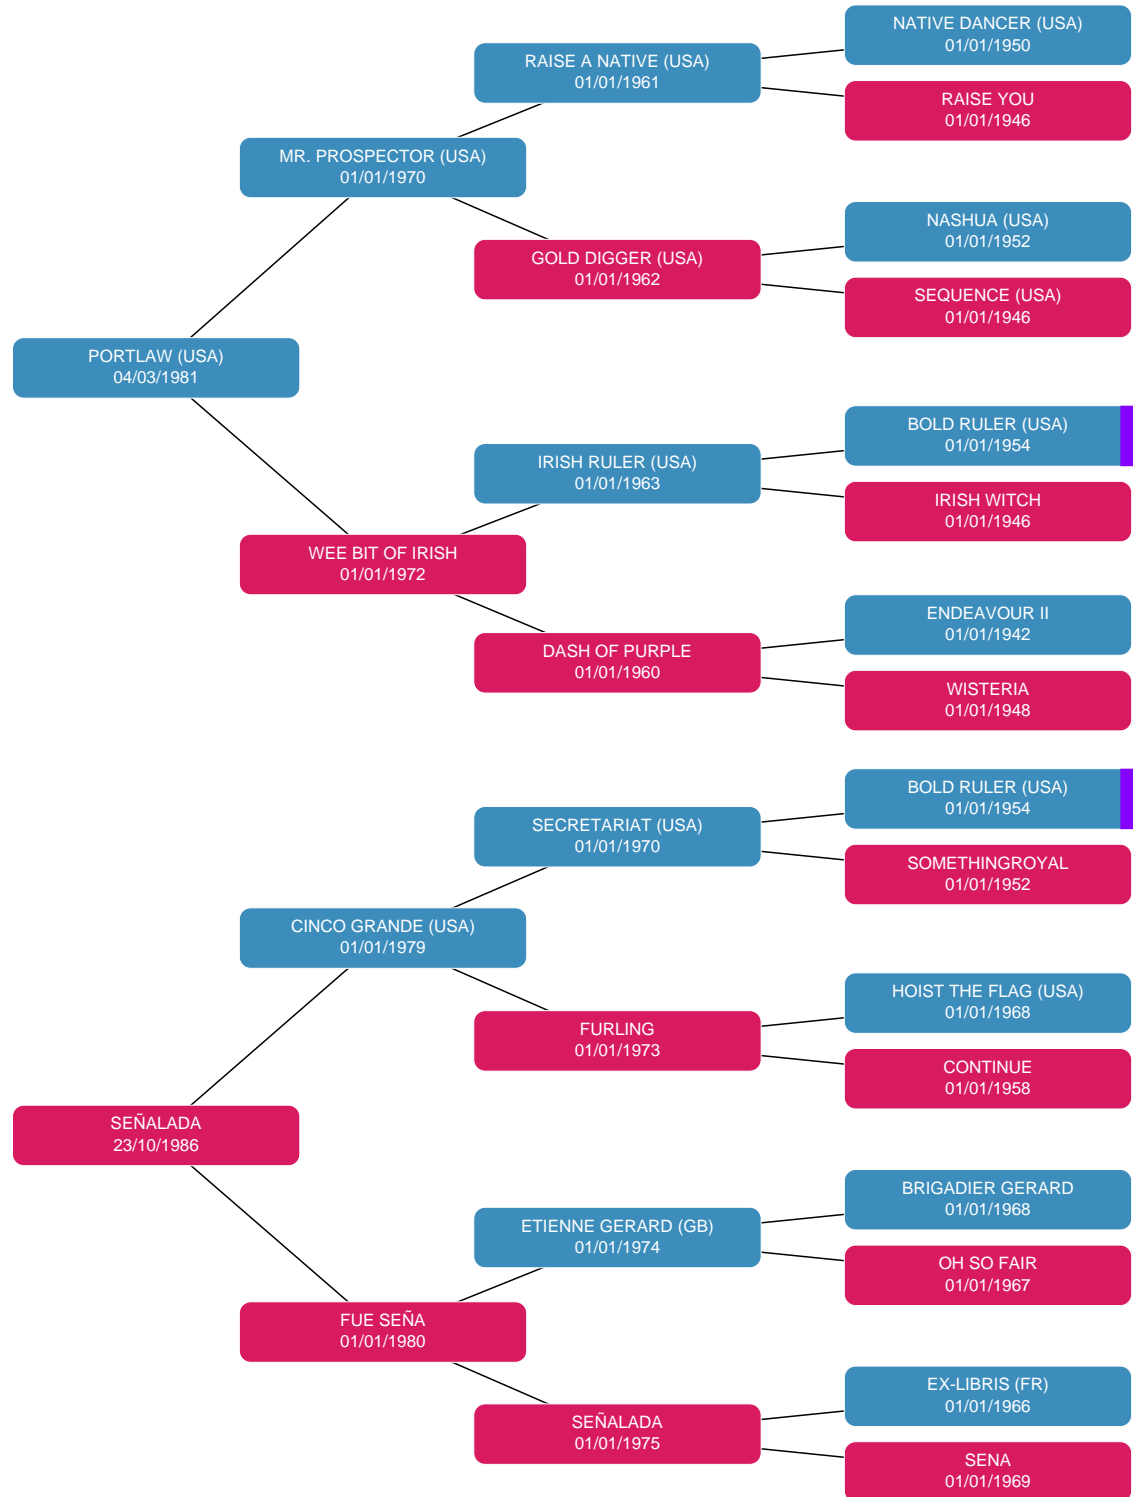 NATIVE DANCER (USA)
01/01/1950
RAISE A NATIVE (USA)
01/01/1961
RAISE YOU
01/01/1946
MR. PROSPECTOR (USA)
01/01/1970
NASHUA (USA)
01/01/1952
GOLD DIGGER (USA)
01/01/1962
SEQUENCE (USA)
01/01/1946
PORTLAW (USA)
04/03/1981
BOLD RULER (USA)
01/01/1954
IRISH RULER (USA)
01/01/1963
IRISH WITCH
01/01/1946
WEE BIT OF IRISH
01/01/1972
ENDEAVOUR II
01/01/1942
DASH OF PURPLE
01/01/1960
WISTERIA
01/01/1948
BOLD RULER (USA)
01/01/1954
SECRETARIAT (USA)
01/01/1970
SOMETHINGROYAL
01/01/1952
CINCO GRANDE (USA)
01/01/1979
HOIST THE FLAG (USA)
01/01/1968
FURLING
01/01/1973
CONTINUE
01/01/1958
SEÑALADA
23/10/1986
BRIGADIER GERARD
01/01/1968
ETIENNE GERARD (GB)
01/01/1974
OH SO FAIR
01/01/1967
FUE SEÑA
01/01/1980
EX-LIBRIS (FR)
01/01/1966
SEÑALADA
01/01/1975
SENA
01/01/1969